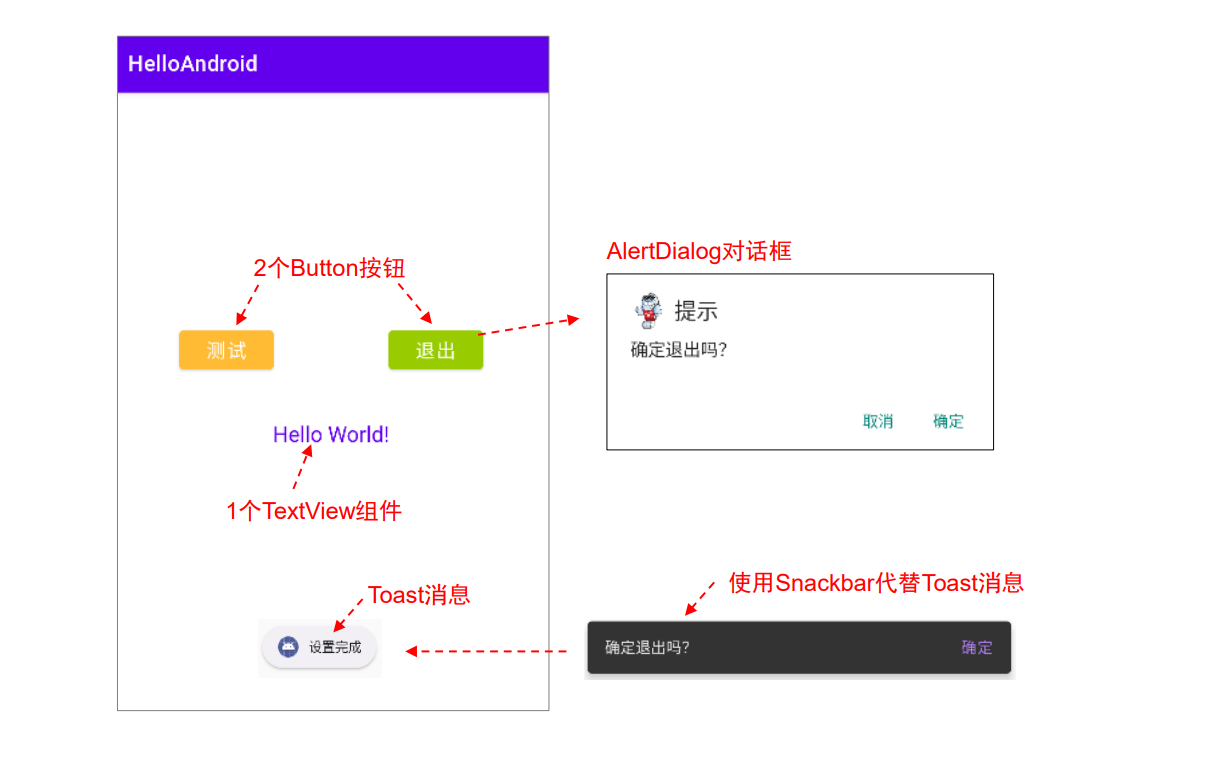 HelloAndroid
2个Button按钮
测试
退出
Hello World!
1个TextView组件
Toast消息
设置完成
AlertDialog对话框
提示
确定退出吗?
取消
确定
使用Snackbar代替Toast消息
确定退出吗?
确定